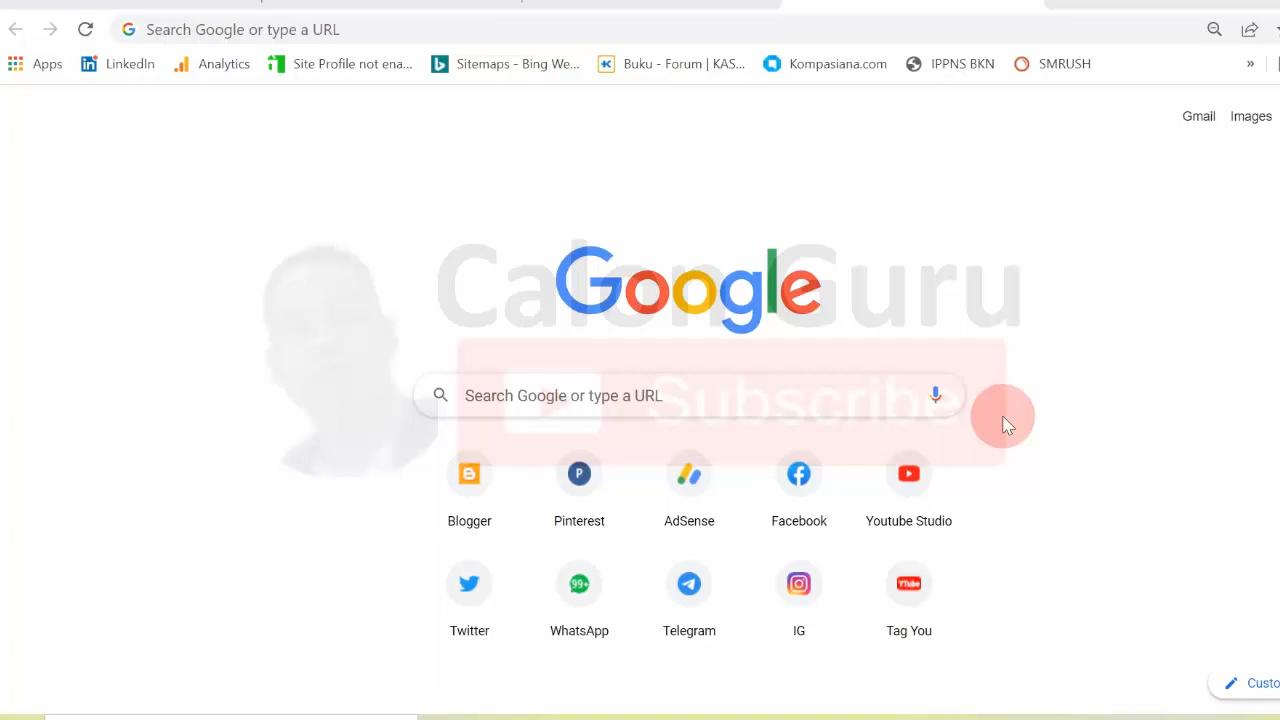 Search Google or type a URL
Apps LinkedIn Analytics Site Profile not ena... Sitemaps - Bing We... Buku - Forum | KAS... Kompasiana.com IPPNS BKN SMRUSH »
Gmail Images
Calon Guru
Google
Subscribe
Search Google or type a URL
Blogger Pinterest AdSense Facebook Youtube Studio
99+ YTube
Twitter WhatsApp Telegram IG Tag You
Custo